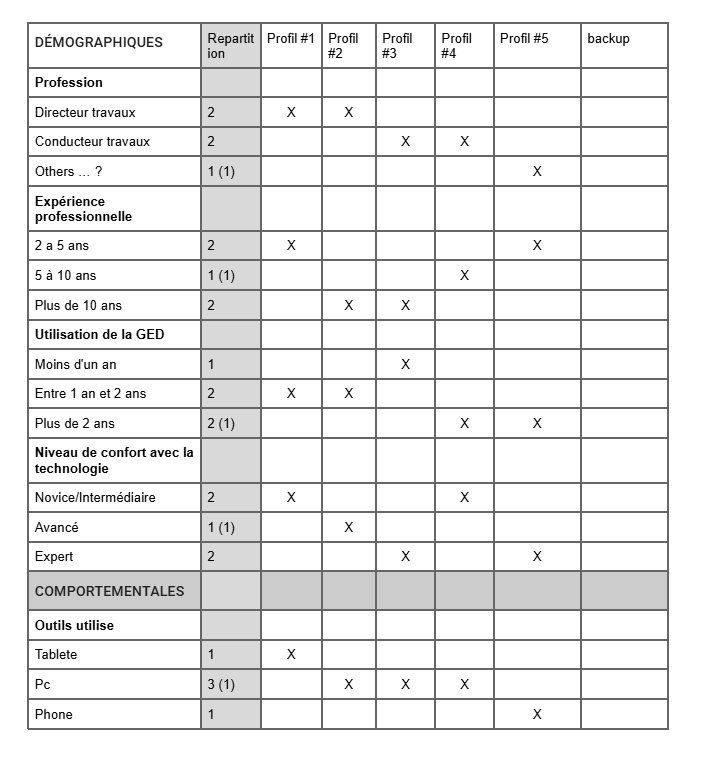 DÉMOGRAPHIQUES Repartit ion Profil #1 Profil #2 Profil #3 Profil #4 Profil #5 backup
Profession
Directeur travaux 2 X X
Conducteur travaux 2 X X
Others ... ? 1 (1) X
Expérience
professionnelle
2 a 5 ans 2 X X
5 à 10 ans 1 (1) X
Plus de 10 ans 2 X X
Utilisation de la GED
Moins d'un an 1 X
Entre 1 an et 2 ans 2 X X
Plus de 2 ans 2 (1) X X
Niveau de confort avec la
technologie
Novice/Intermédiaire 2 X X
Avancé 1 (1) X
Expert 2 X X
COMPORTEMENTALES
Outils utilise
Tablete 1 X
Pc 3 (1) X X X
Phone 1 X